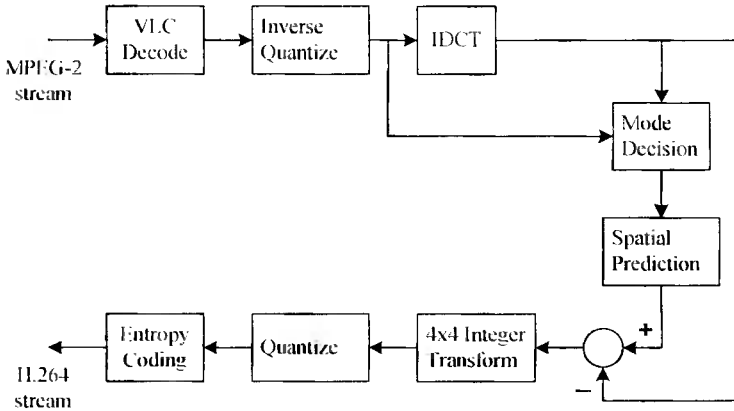 VLC
Decode
Inverse
Quantize
IDCT
MPEG-2
stream
Mode
Decision
Spatial
Prediction
+
Entropy
Coding
Quantize
4x4 Integer
Transform
−
H.264
stream